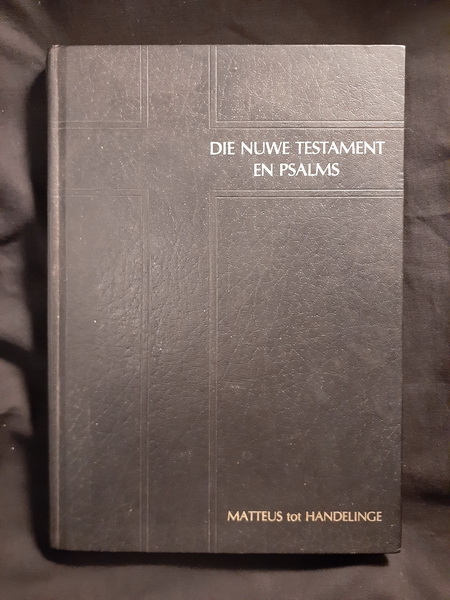 DIE NUWE TESTAMENT
EN PSALMS
MATTEUS tot HANDELINGE